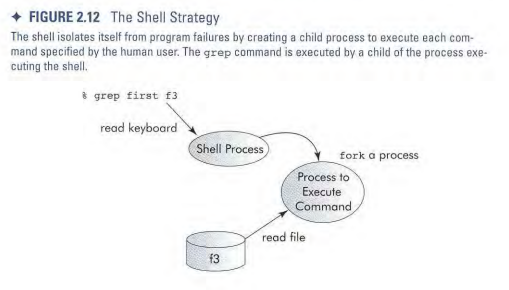 ✦ FIGURE 2.12 The Shell Strategy
The shell isolates itself from program failures by creating a child process to execute each com-
mand specified by the human user. The grep command is executed by a child of the process exe-
cuting the shell.
% grep first f3
read keyboard
Shell Process
fork a process
Process to
Execute
Command
read file
f3